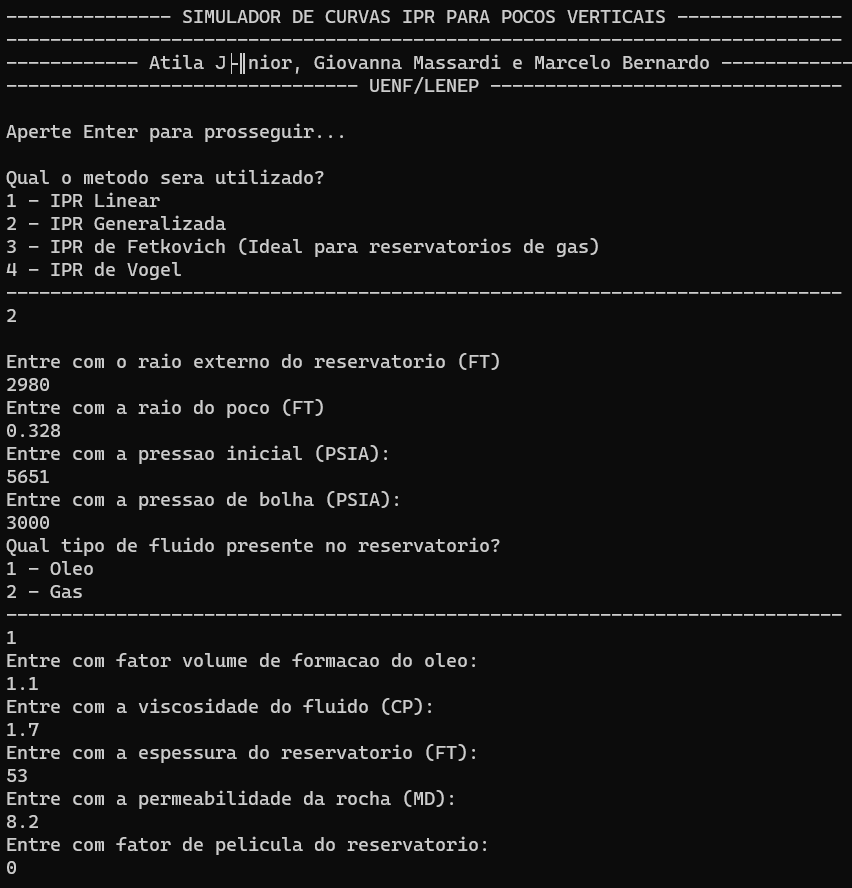 --------------- SIMULADOR DE CURVAS IPR PARA POCOS VERTICAIS ---------------
----------------------------------------------------------------------------
------------ Atila J├║nior, Giovanna Massardi e Marcelo Bernardo ------------
-------------------------------- UENF/LENEP --------------------------------
Aperte Enter para prosseguir...
Qual o metodo sera utilizado?
1 - IPR Linear
2 - IPR Generalizada
3 - IPR de Fetkovich (Ideal para reservatorios de gas)
4 - IPR de Vogel
----------------------------------------------------------------------------
2
Entre com o raio externo do reservatorio (FT)
2980
Entre com a raio do poco (FT)
0.328
Entre com a pressao inicial (PSIA):
5651
Entre com a pressao de bolha (PSIA):
3000
Qual tipo de fluido presente no reservatorio?
1 - Oleo
2 - Gas
----------------------------------------------------------------------------
1
Entre com fator volume de formacao do oleo:
1.1
Entre com a viscosidade do fluido (CP):
1.7
Entre com a espessura do reservatorio (FT):
53
Entre com a permeabilidade da rocha (MD):
8.2
Entre com fator de pelicula do reservatorio:
0